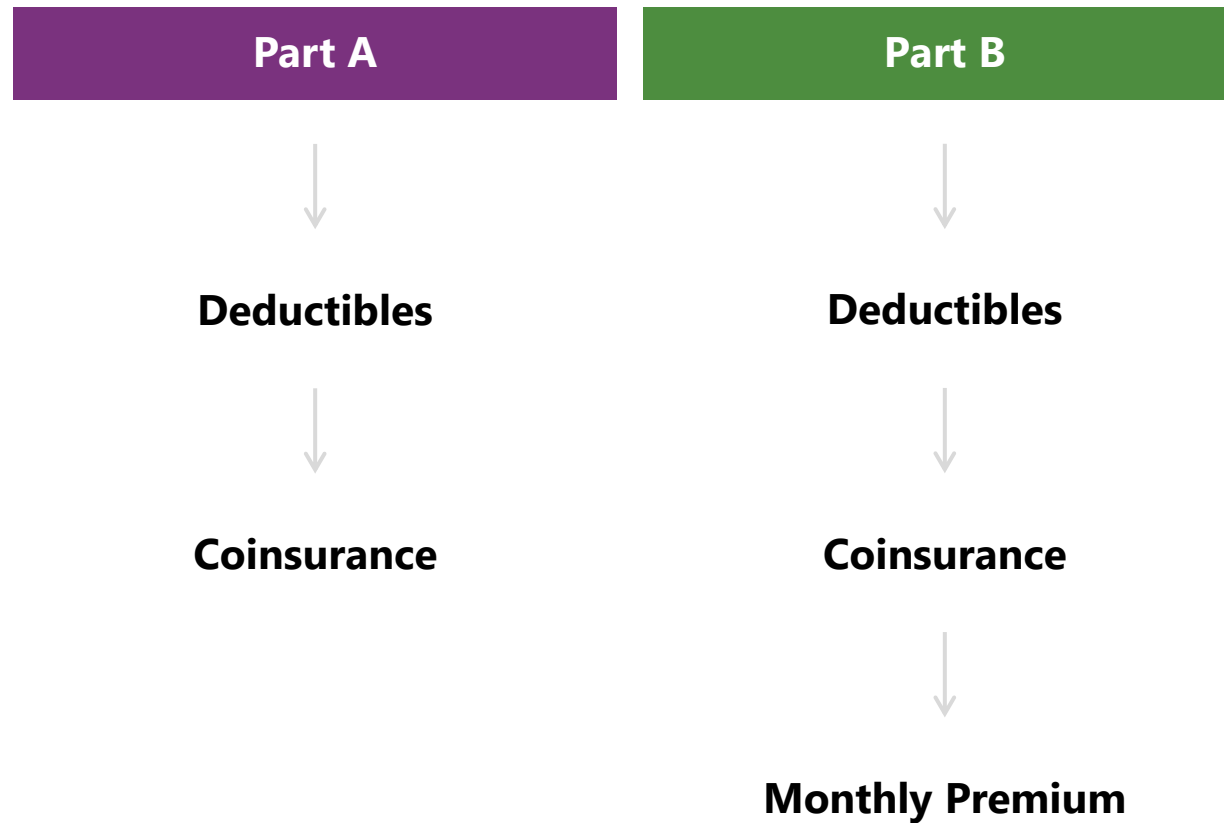 Part A
Deductibles
Coinsurance
Part B
Deductibles
Coinsurance
Monthly Premium